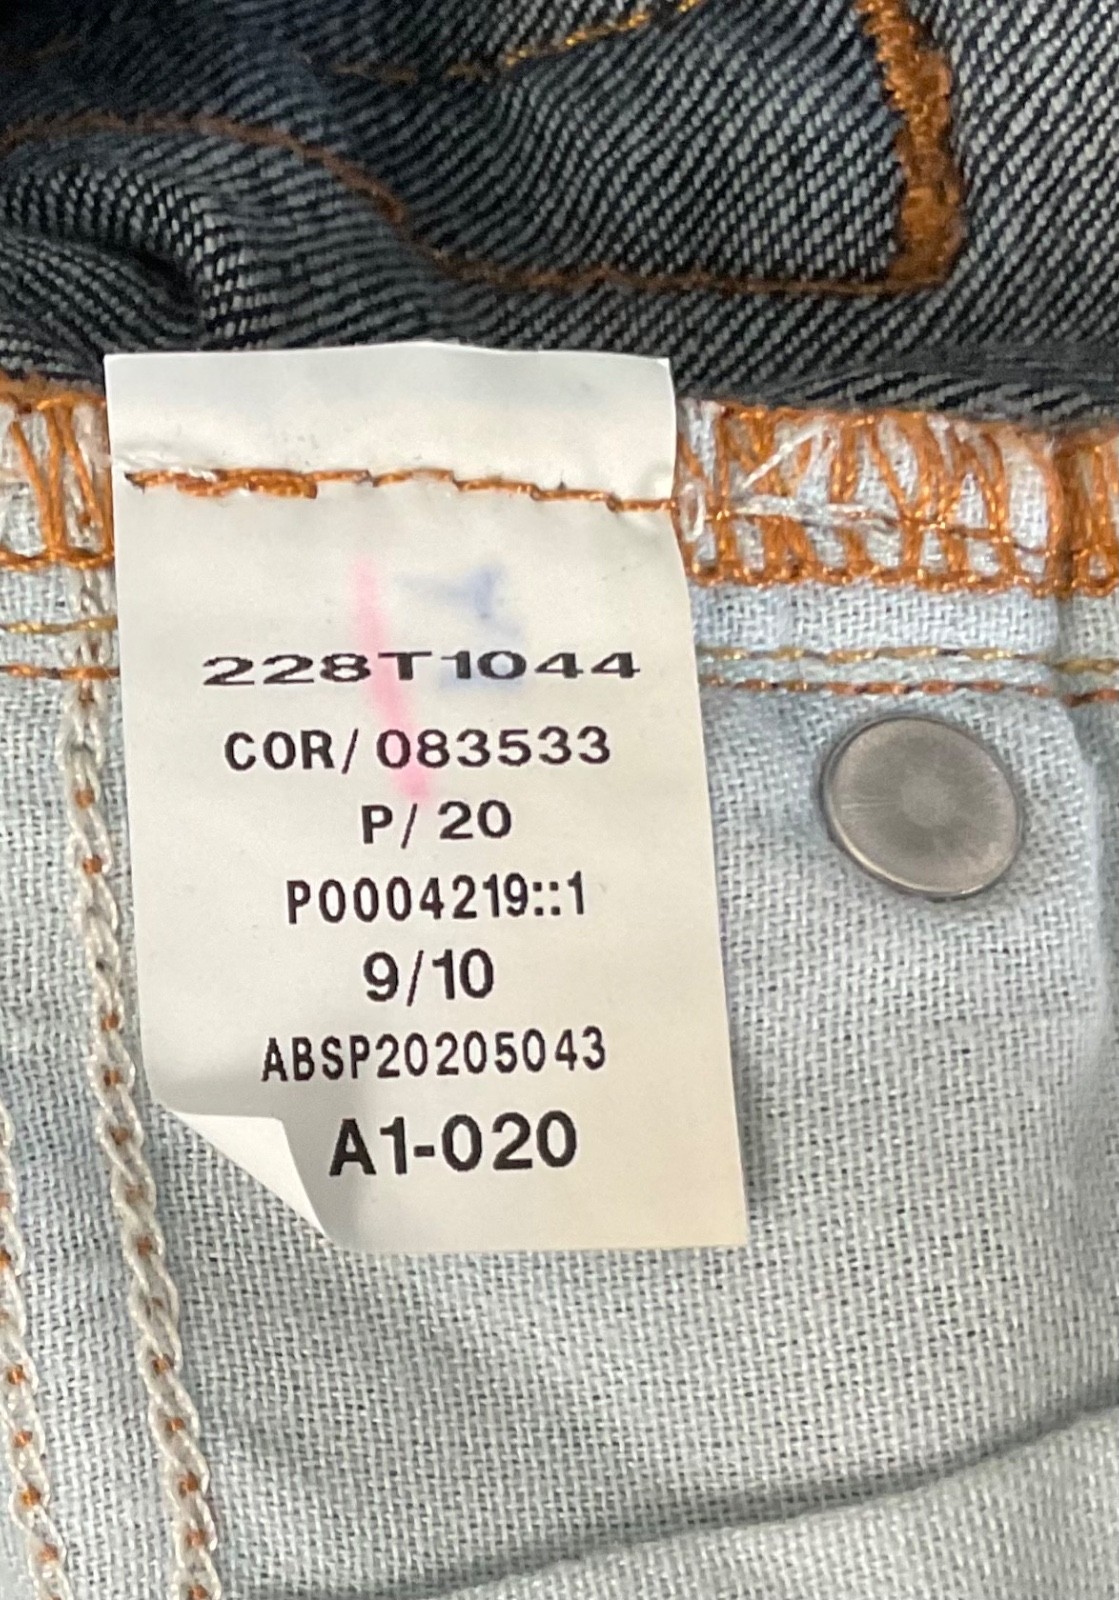 228T1044
COR/ 083533
P/ 20
P0004219::1
9/10
ABSP20205043
A1-020